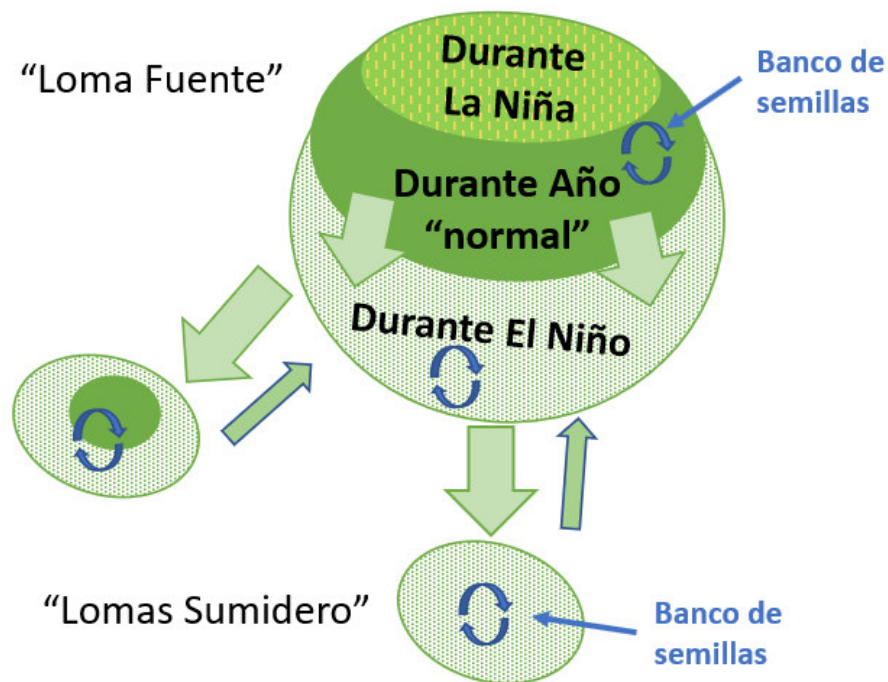 “Loma Fuente”
Durante
La Niña
Banco de
semillas
Durante Año
“normal”
Durante El Niño
“Lomas Sumidero”
Banco de
semillas